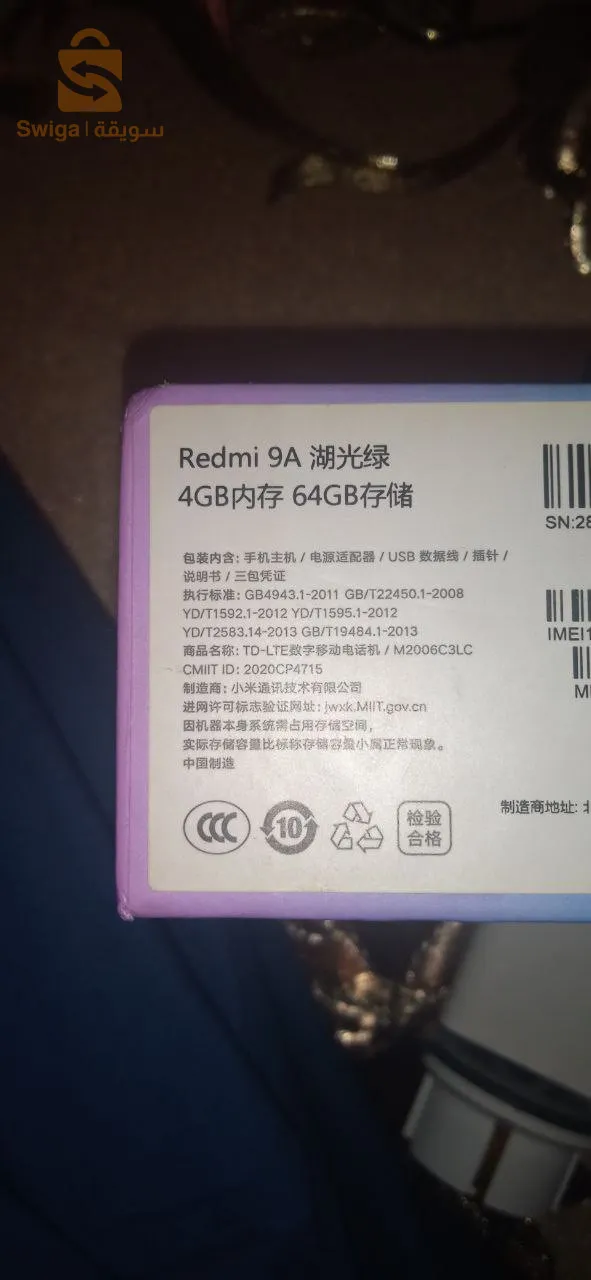 Swiga | سويقة
Redmi 9A 湖光绿
4GB内存 64GB存储
SN:28
包装内含: 手机主机 / 电源适配器 / USB 数据线 / 插针 /
说明书 / 三包凭证
执行标准: GB4943.1-2011 GB/T22450.1-2008
YD/T1592.1-2012 YD/T1595.1-2012
YD/T2583.14-2013 GB/T19484.1-2013
IMEI1
商品名称: TD-LTE数字移动电话机 / M2006C3LC
CMIIT ID: 2020CP4715
制造商: 小米通讯技术有限公司
进网许可标志验证网址: jwxk.MIIT.gov.cn
因机器本身系统需占用存储空间,
实际存储容量比标称存储容量小属正常现象。
中国制造
制造商地址:
CCC
10
检验
合格